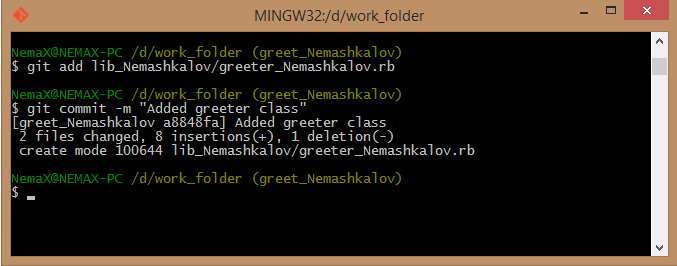 MINGW32:/d/work_folder
NemaX@NEMAX-PC /d/work_folder (greet_Nemashkalov)
$ git add lib_Nemashkalov/greeter_Nemashkalov.rb
NemaX@NEMAX-PC /d/work_folder (greet_Nemashkalov)
$ git commit -m "Added greeter class"
[greet_Nemashkalov a8848fa] Added greeter class
 2 files changed, 8 insertions(+), 1 deletion(-)
 create mode 100644 lib_Nemashkalov/greeter_Nemashkalov.rb
NemaX@NEMAX-PC /d/work_folder (greet_Nemashkalov)
$